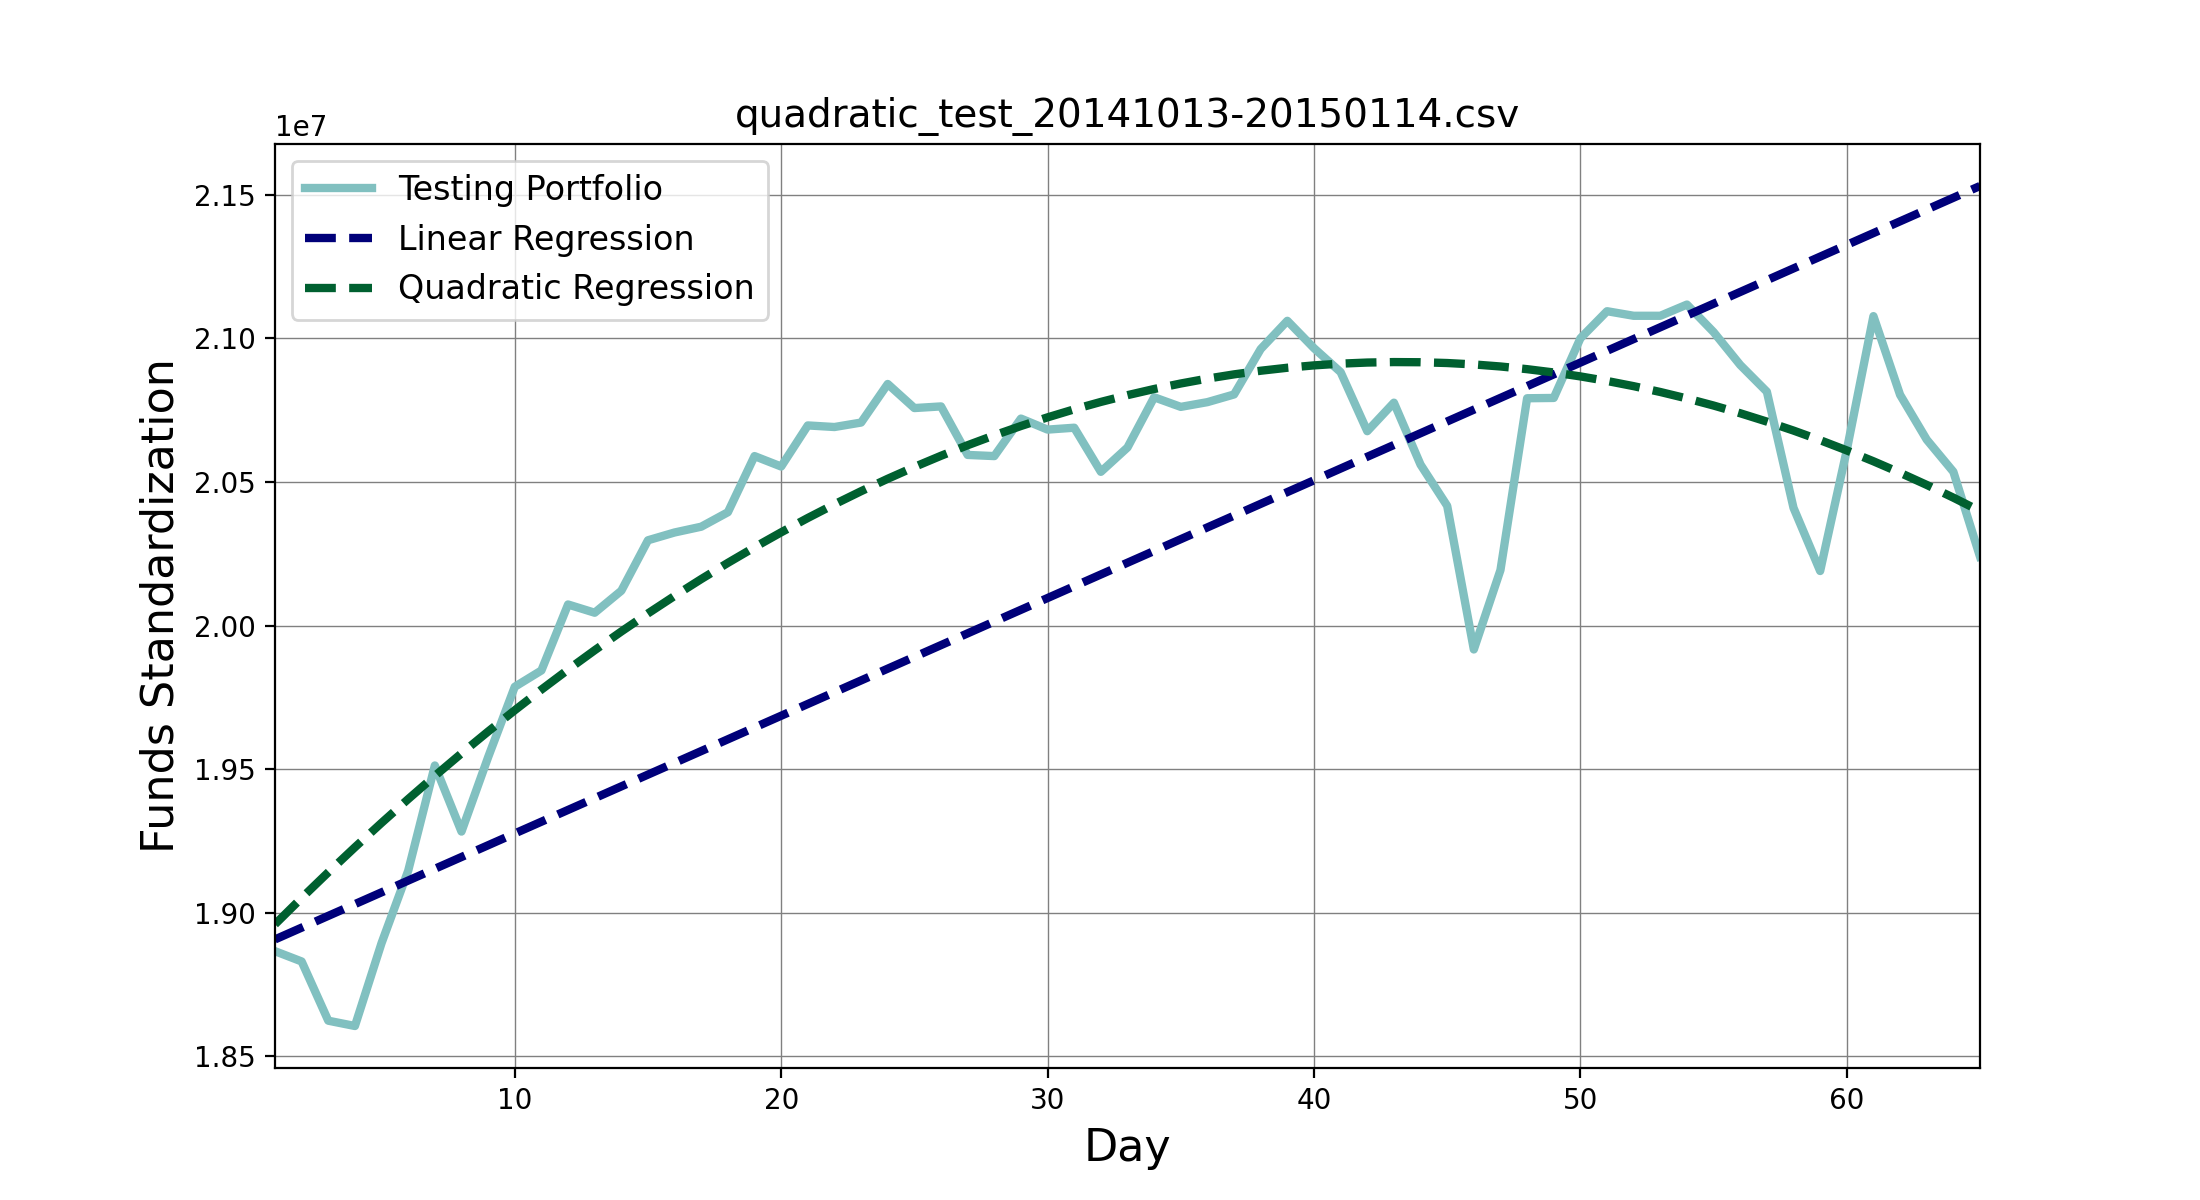 quadratic_test_20141013-20150114.csv
1e7
Testing Portfolio
Linear Regression
Quadratic Regression
Funds Standardization
2.15
2.10
2.05
2.00
1.95
1.90
1.85
10 20 30 40 50 60
Day